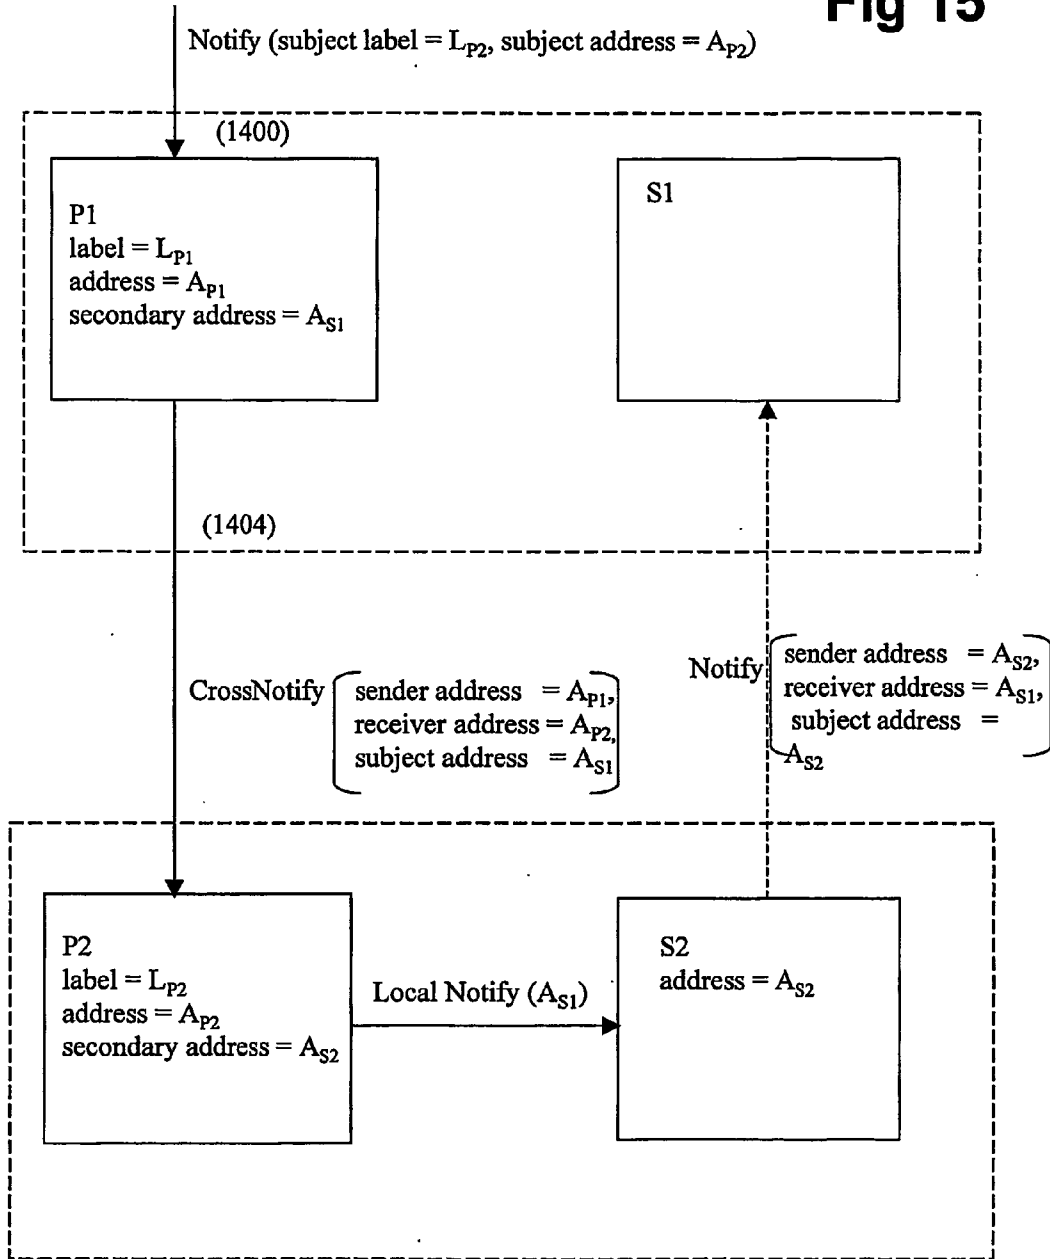 Fig 15
Notify (subject label = L_P2, subject address = A_P2)
(1400)
P1
label = L_P1
address = A_P1
secondary address = A_S1
S1
(1404)
CrossNotify
sender address = A_P1,
receiver address = A_P2,
subject address = A_S1
Notify
sender address = A_S2,
receiver address = A_S1,
subject address =
A_S2
P2
label = L_P2
address = A_P2
secondary address = A_S2
Local Notify (A_S1)
S2
address = A_S2